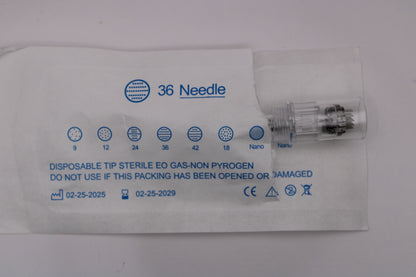 36 Needle
9 12 24 36 42 18 Nano Nano
DISPOSABLE TIP STERILE EO GAS-NON PYROGEN
DO NOT USE IF THIS PACKING HAS BEEN OPENED OR DAMAGED
02-25-2025 02-25-2029 CE